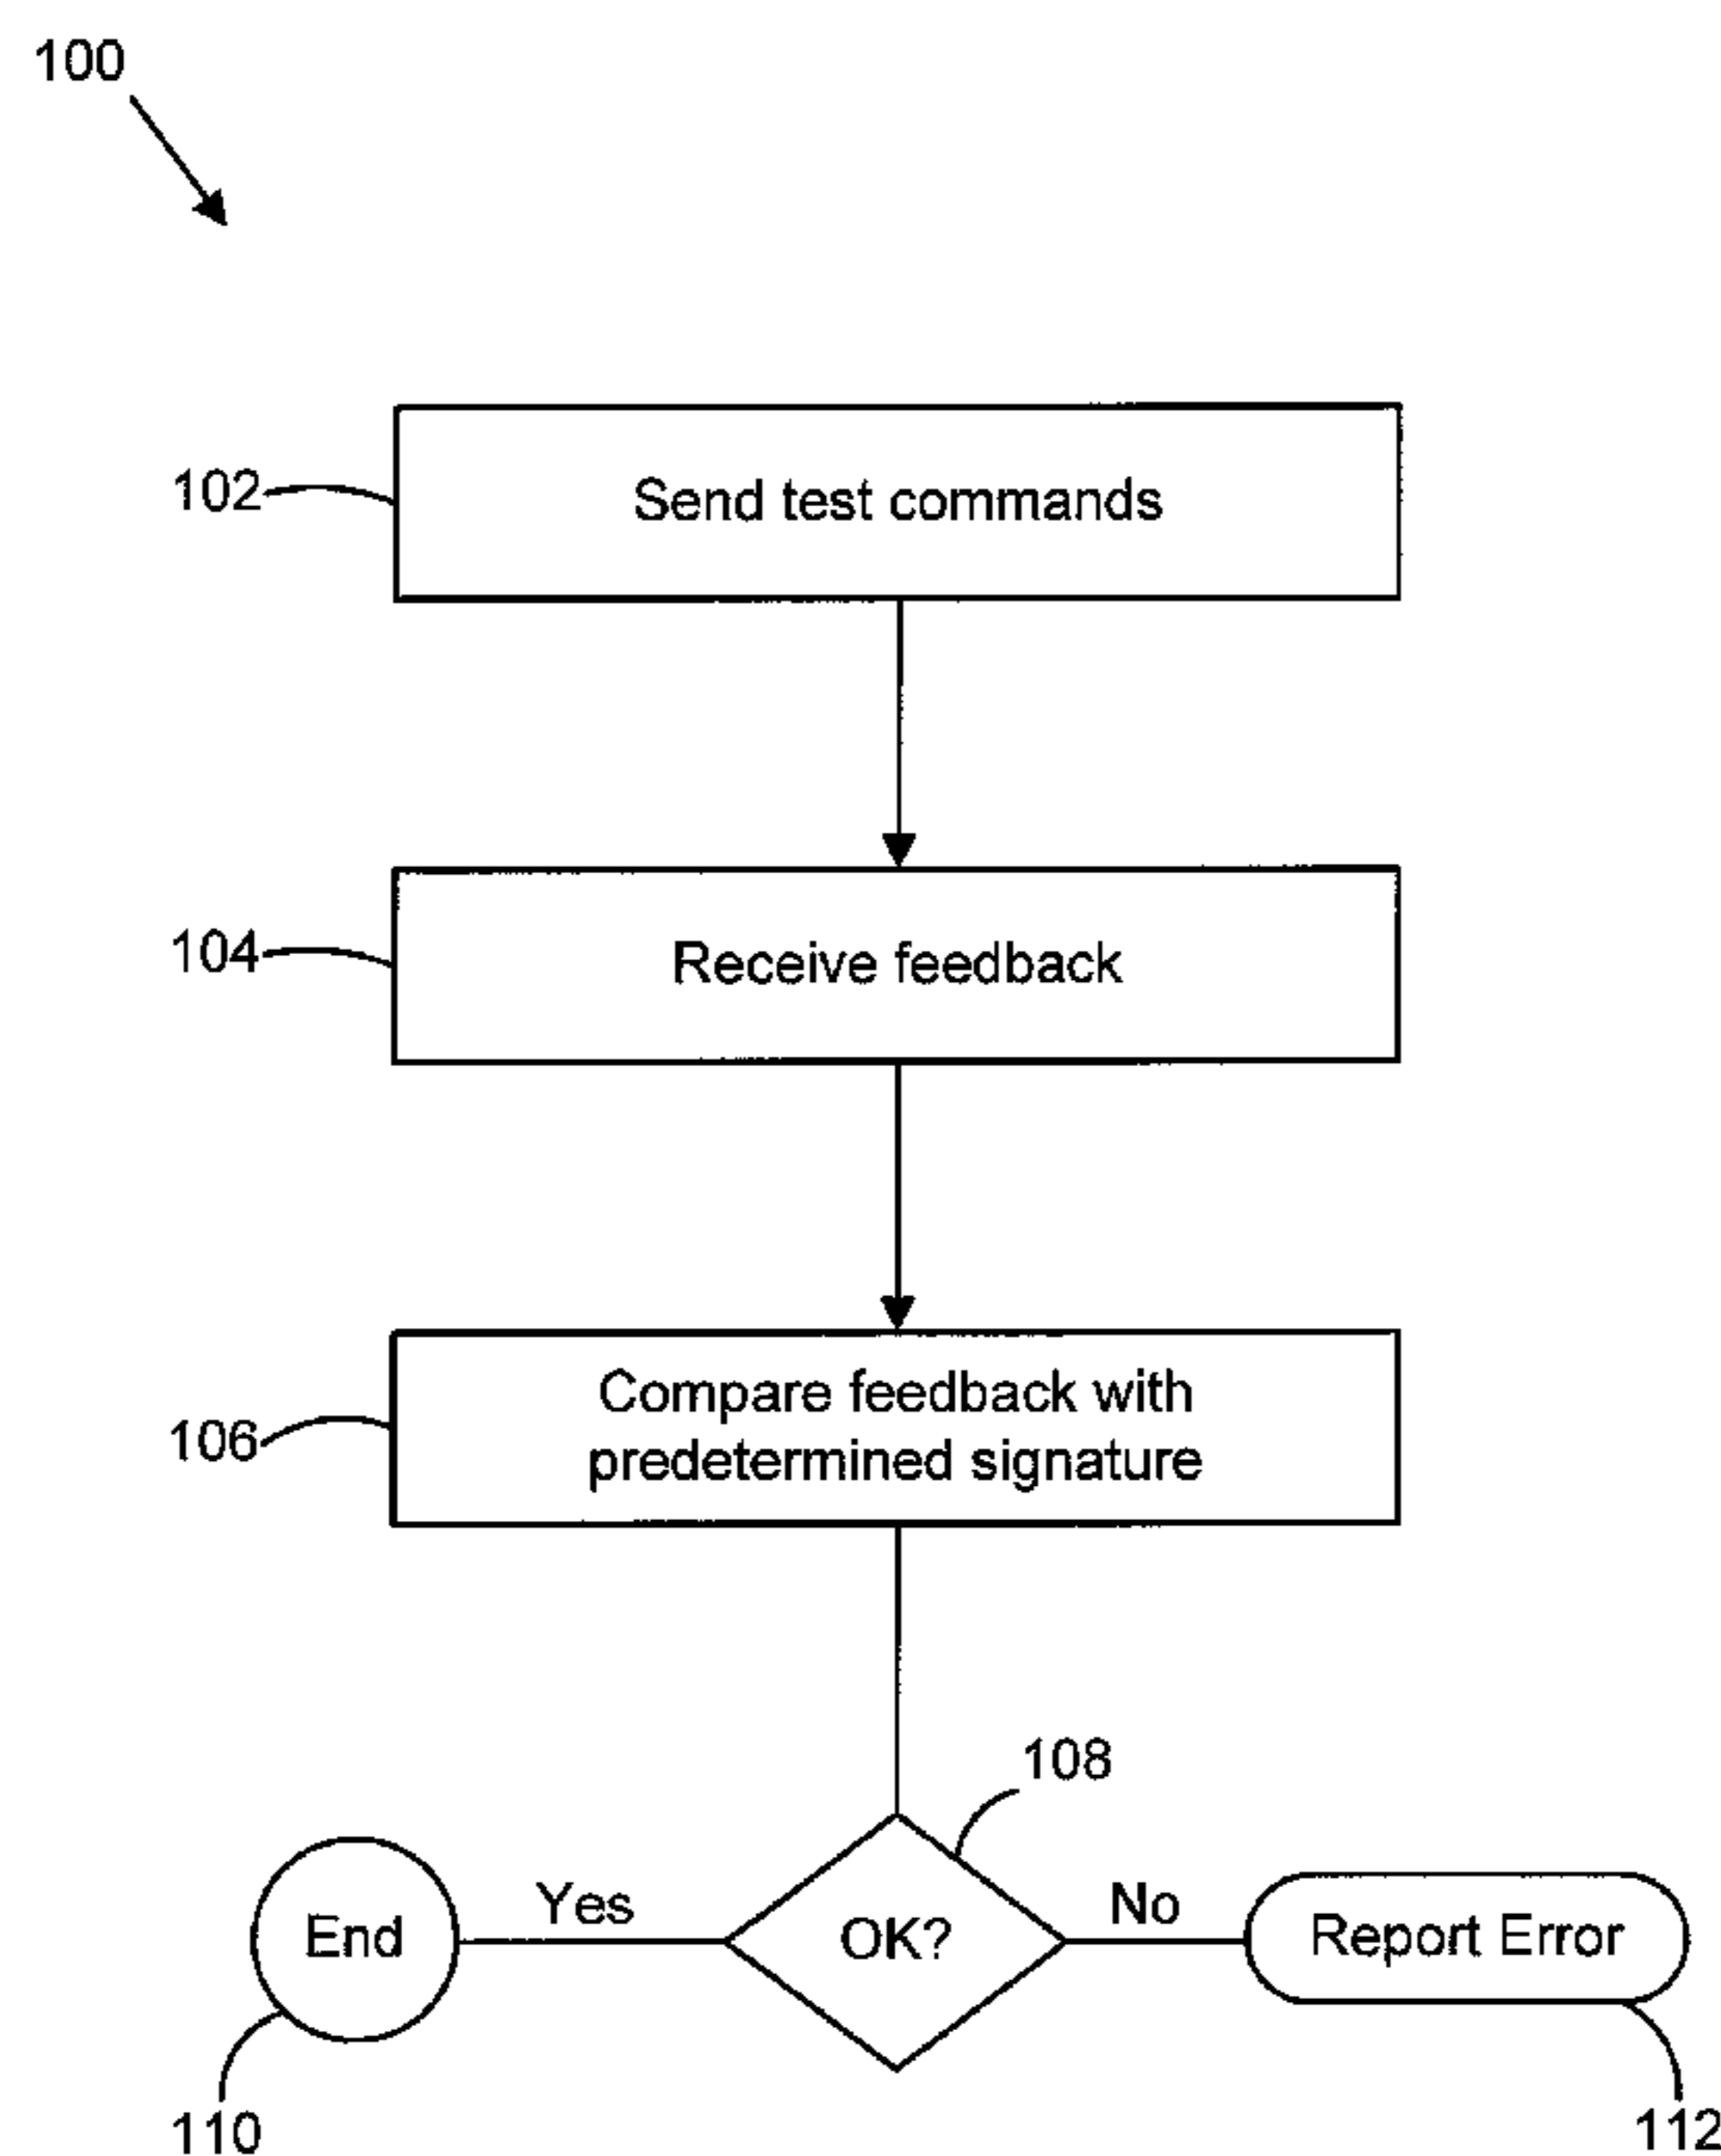 100
102
Send test commands
104
Receive feedback
106
Compare feedback with
predetermined signature
108
End
Yes
OK?
No
Report Error
110
112